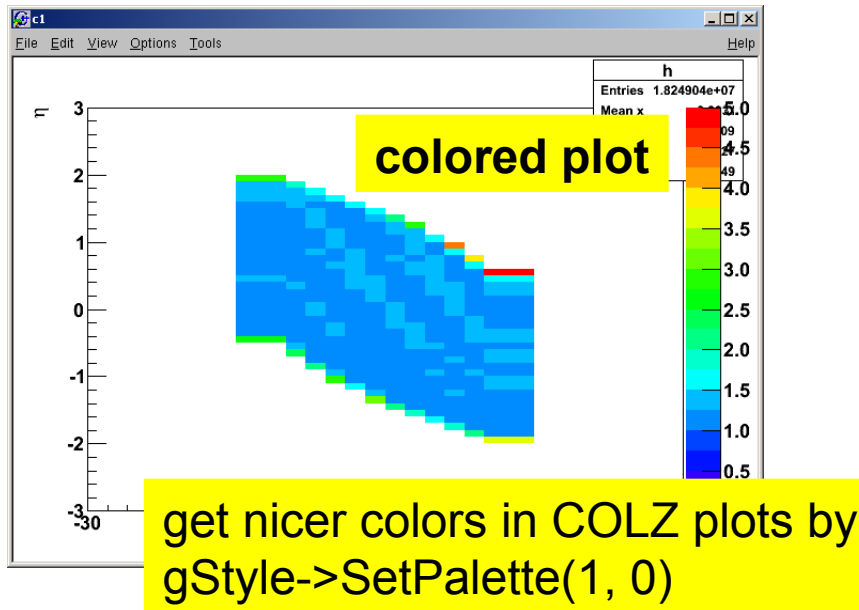 c1
File Edit View Options Tools Help
h
Entries 1.824904e+07
Mean x
09
49
η
3
2
1
0
-1
-2
-3
-30
5.0
4.5
4.0
3.5
3.0
2.5
2.0
1.5
1.0
0.5
colored plot
get nicer colors in COLZ plots by
gStyle->SetPalette(1, 0)